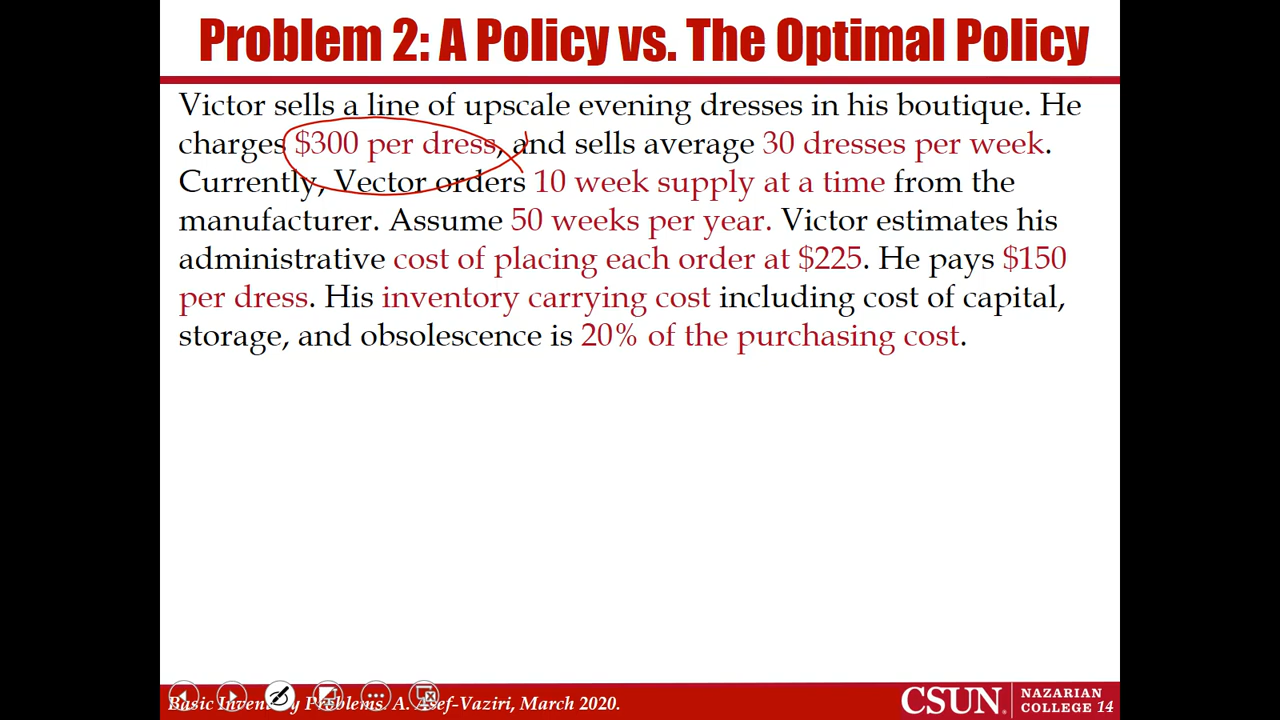 Problem 2: A Policy vs. The Optimal Policy
Victor sells a line of upscale evening dresses in his boutique. He
charges $300 per dress, and sells average 30 dresses per week.
Currently, Vector orders 10 week supply at a time from the
manufacturer. Assume 50 weeks per year. Victor estimates his
administrative cost of placing each order at $225. He pays $150
per dress. His inventory carrying cost including cost of capital,
storage, and obsolescence is 20% of the purchasing cost.
Basic Inventory Problems. A. Asef-Vaziri, March 2020.
CSUN
NAZARIAN
COLLEGE 14